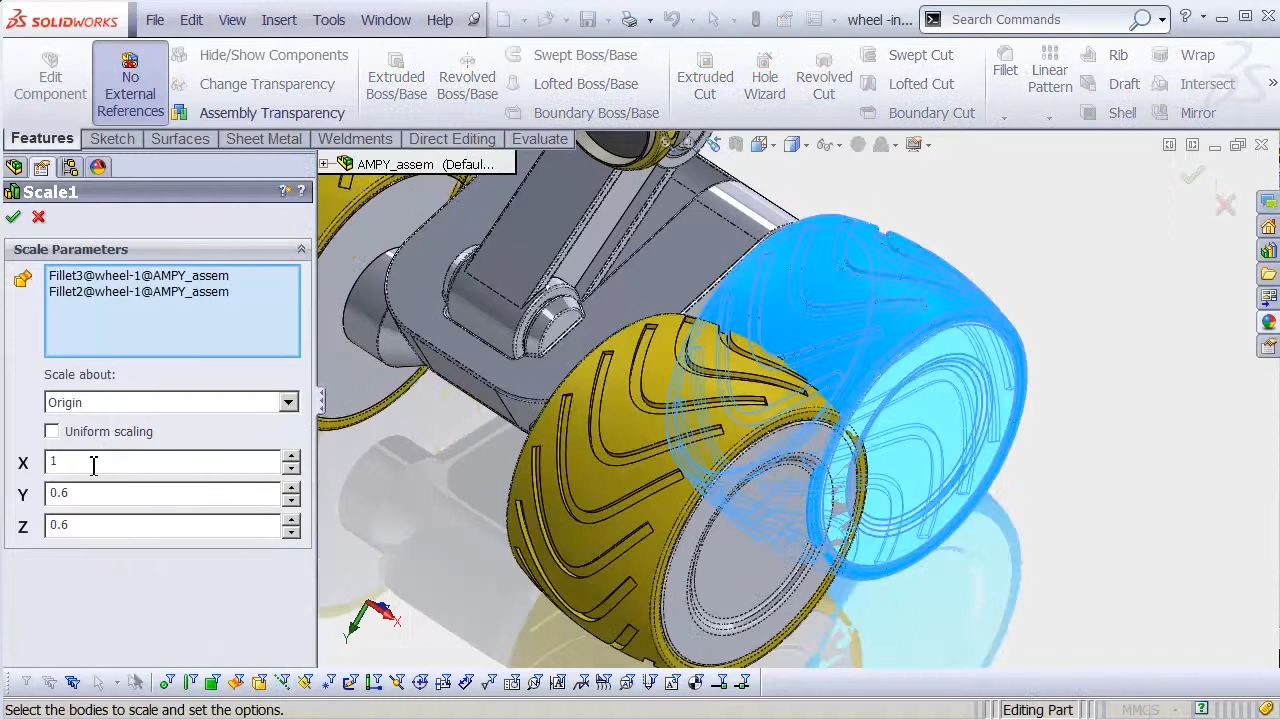 SOLIDWORKS File Edit View Insert Tools Window Help wheel -in... Search Commands
Edit Component
No External References
Hide/Show Components
Change Transparency
Assembly Transparency
Extruded Boss/Base
Revolved Boss/Base
Swept Boss/Base
Lofted Boss/Base
Boundary Boss/Base
Extruded Cut
Hole Wizard
Revolved Cut
Swept Cut
Lofted Cut
Boundary Cut
Fillet
Linear Pattern
Rib
Draft
Shell
Wrap
Intersect
Mirror
Features Sketch Surfaces Sheet Metal Weldments Direct Editing Evaluate
AMPY_assem (Defaul...
Scale1
Scale Parameters
Fillet3@wheel-1@AMPY_assem
Fillet2@wheel-1@AMPY_assem
Scale about:
Origin
Uniform scaling
X 1
Y 0.6
Z 0.6
Y X
Select the bodies to scale and set the options. Editing Part MMGS